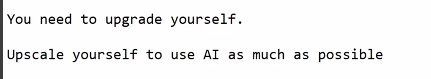 You need to upgrade yourself.
Upscale yourself to use AI as much as possible